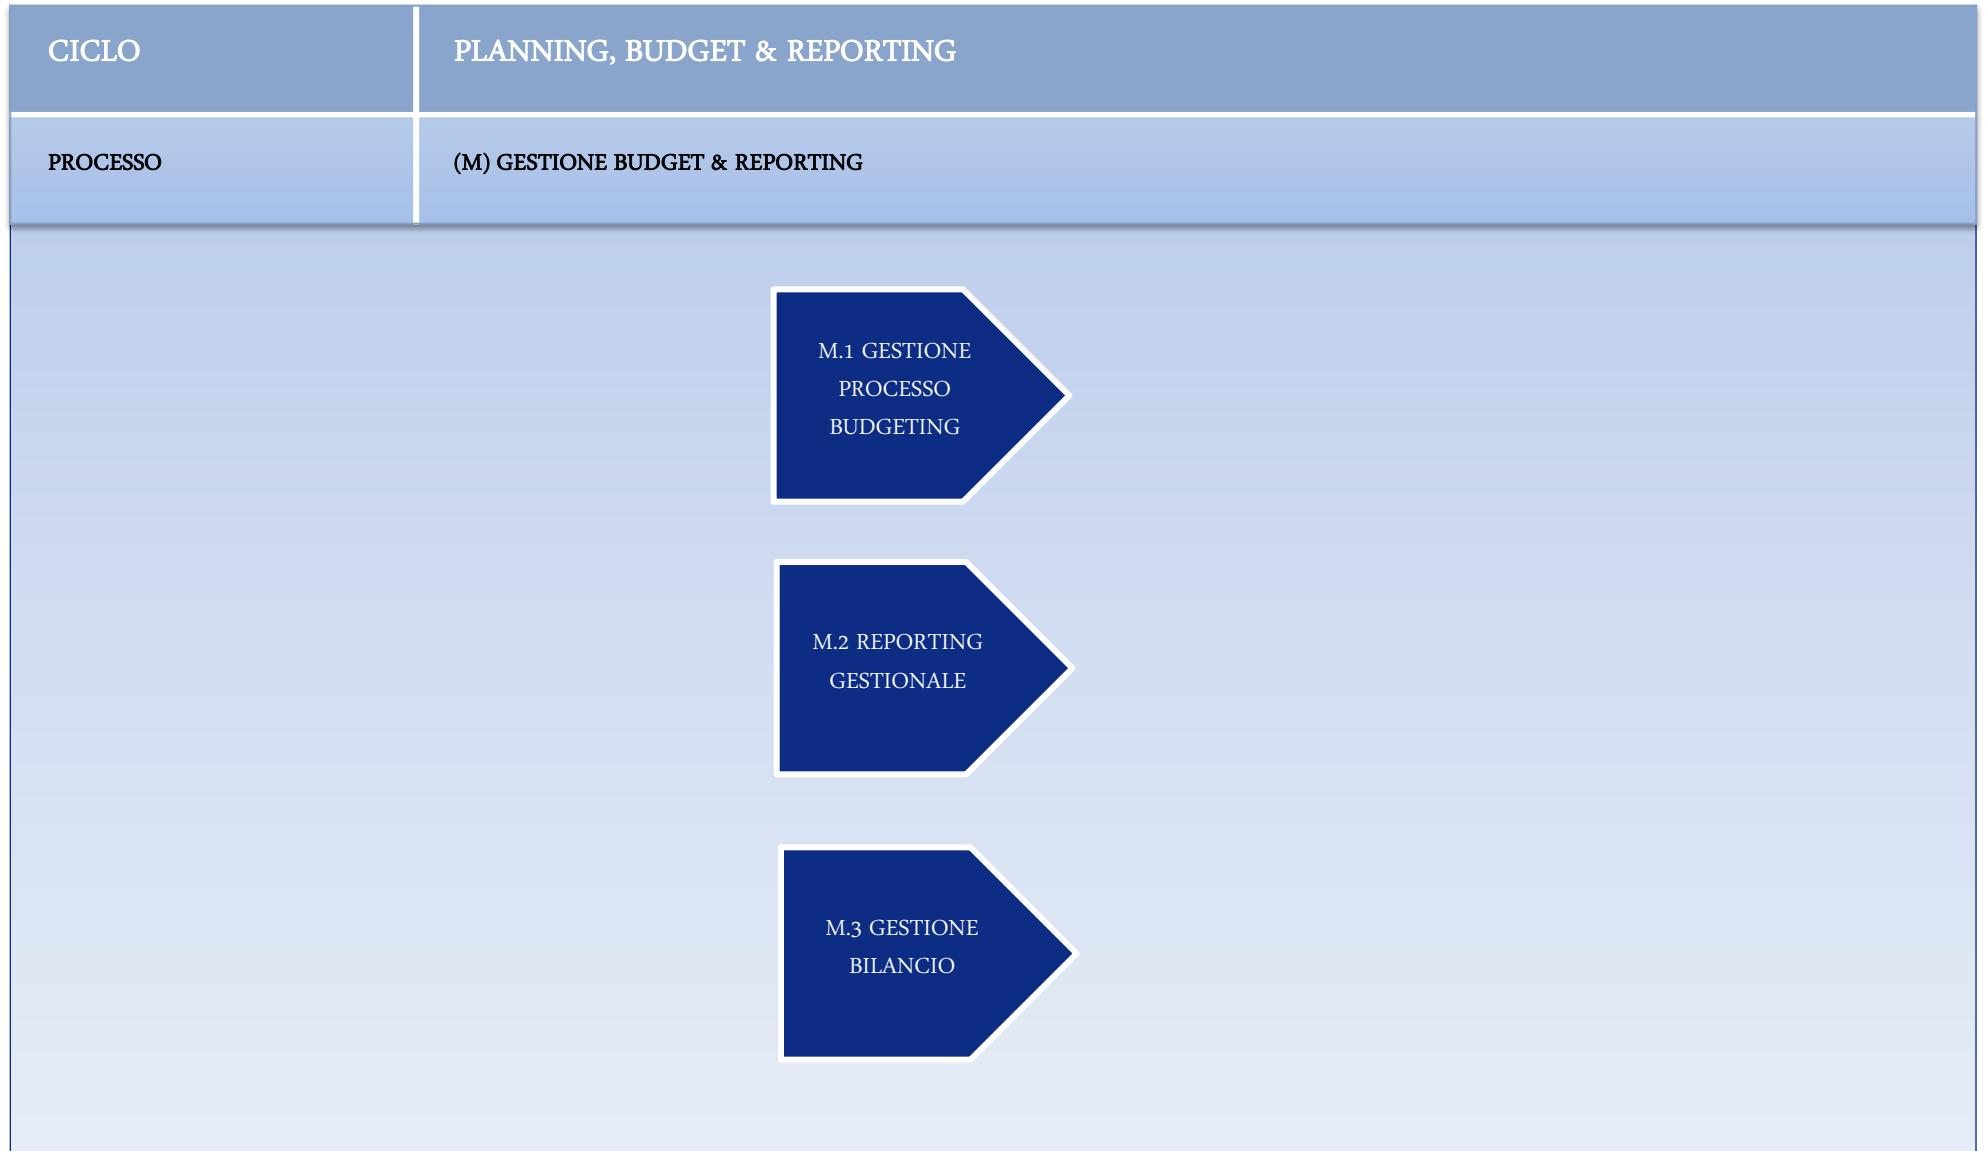 CICLO
PLANNING, BUDGET & REPORTING
PROCESSO
(M) GESTIONE BUDGET & REPORTING
M.1 GESTIONE
PROCESSO
BUDGETING
M.2 REPORTING
GESTIONALE
M.3 GESTIONE
BILANCIO